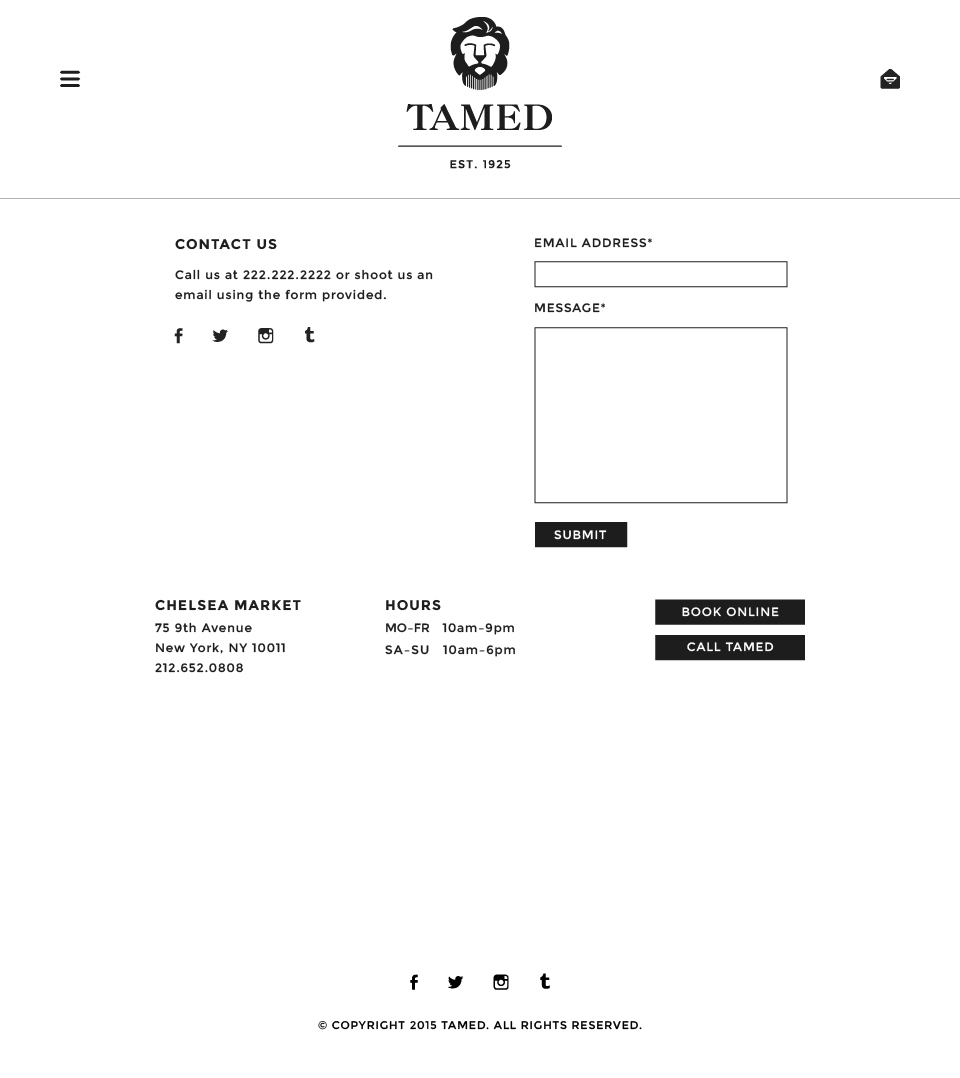 TAMED
EST. 1925
CONTACT US
Call us at 222.222.2222 or shoot us an
email using the form provided.
EMAIL ADDRESS*
MESSAGE*
SUBMIT
CHELSEA MARKET
75 9th Avenue
New York, NY 10011
212.652.0808
HOURS
MO–FR 10am–9pm
SA–SU 10am–6pm
BOOK ONLINE
CALL TAMED
© COPYRIGHT 2015 TAMED. ALL RIGHTS RESERVED.